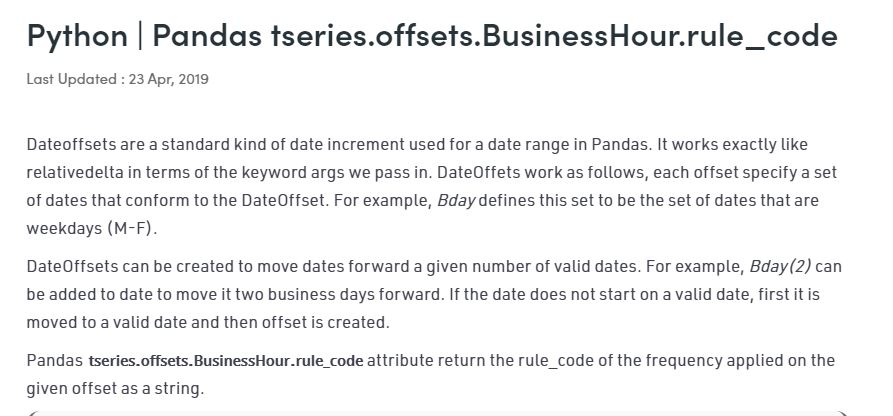 Python | Pandas tseries.offsets.BusinessHour.rule_code
Last Updated : 23 Apr, 2019
Dateoffsets are a standard kind of date increment used for a date range in Pandas. It works exactly like
relativedelta in terms of the keyword args we pass in. DateOffets work as follows, each offset specify a set
of dates that conform to the DateOffset. For example, Bday defines this set to be the set of dates that are
weekdays (M-F).
DateOffsets can be created to move dates forward a given number of valid dates. For example, Bday(2) can
be added to date to move it two business days forward. If the date does not start on a valid date, first it is
moved to a valid date and then offset is created.
Pandas tseries.offsets.BusinessHour.rule_code attribute return the rule_code of the frequency applied on the
given offset as a string.